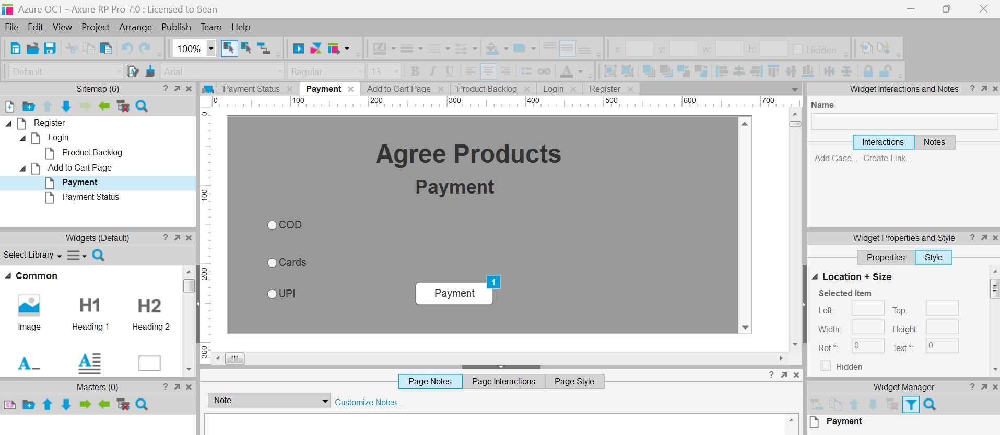 Azure OCT - Axure RP Pro 7.0 : Licensed to Bean
File Edit View Project Arrange Publish Team Help
100%
x: y: w: h: Hidden
Default Arial Regular 13 B I U
Sitemap (6)
Register
Login
Product Backlog
Add to Cart Page
Payment
Payment Status
Widgets (Default)
Select Library
Common
Image
H1
Heading 1
H2
Heading 2
Masters (0)
Payment Status Payment Add to Cart Page Product Backlog Login Register
0 100 200 300 400 500 600 700
0
100
200
300
Agree Products
Payment
COD
Cards
UPI
Payment
1
Page Notes Page Interactions Page Style
Note
Customize Notes...
Widget Interactions and Notes
Name
Interactions Notes
Add Case... Create Link...
Widget Properties and Style
Properties Style
Location + Size
Selected Item
Left: Top:
Width: Height:
Rot °: 0 Text °: 0
Hidden
Widget Manager
Payment